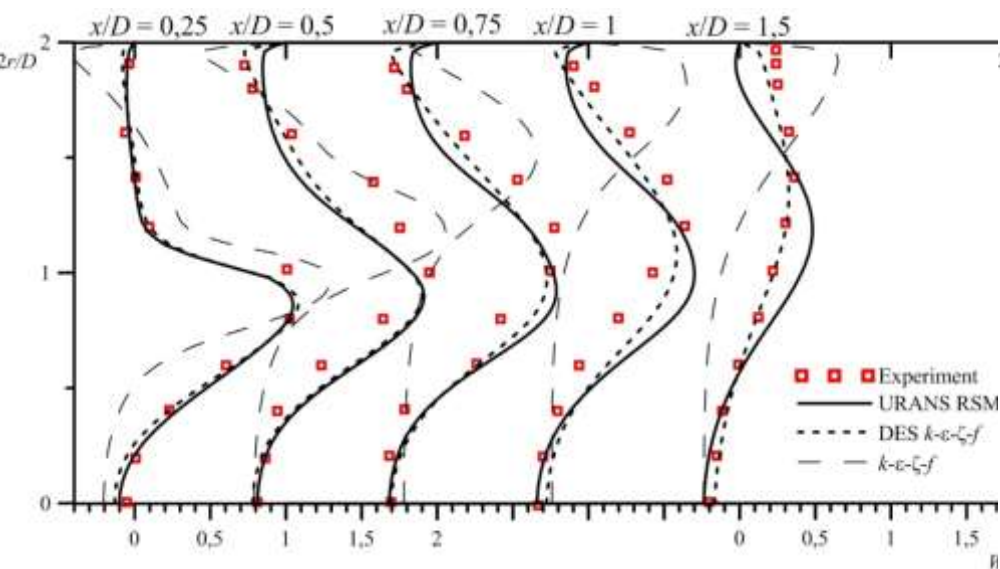 x/D = 0,25 x/D = 0,5 x/D = 0,75 x/D = 1 x/D = 1,5
2
2r/D
1
Experiment
URANS RSM
DES k-ε-ζ-f
k-ε-ζ-f
0
0 0,5 1 1,5 2 0 0,5 1 1,5